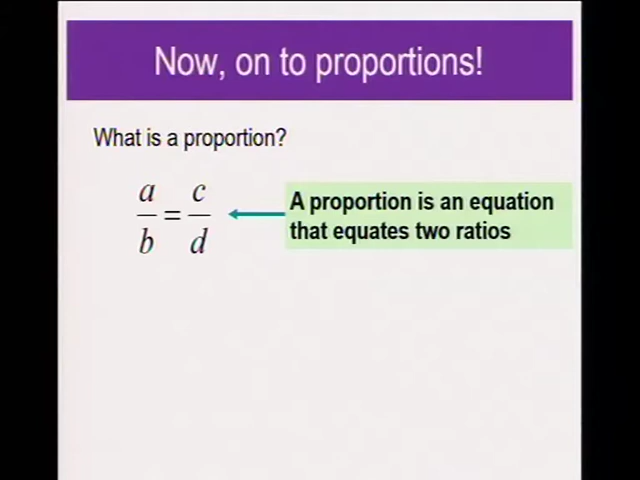 Now, on to proportions!
What is a proportion?
a/b = c/d
A proportion is an equation
that equates two ratios